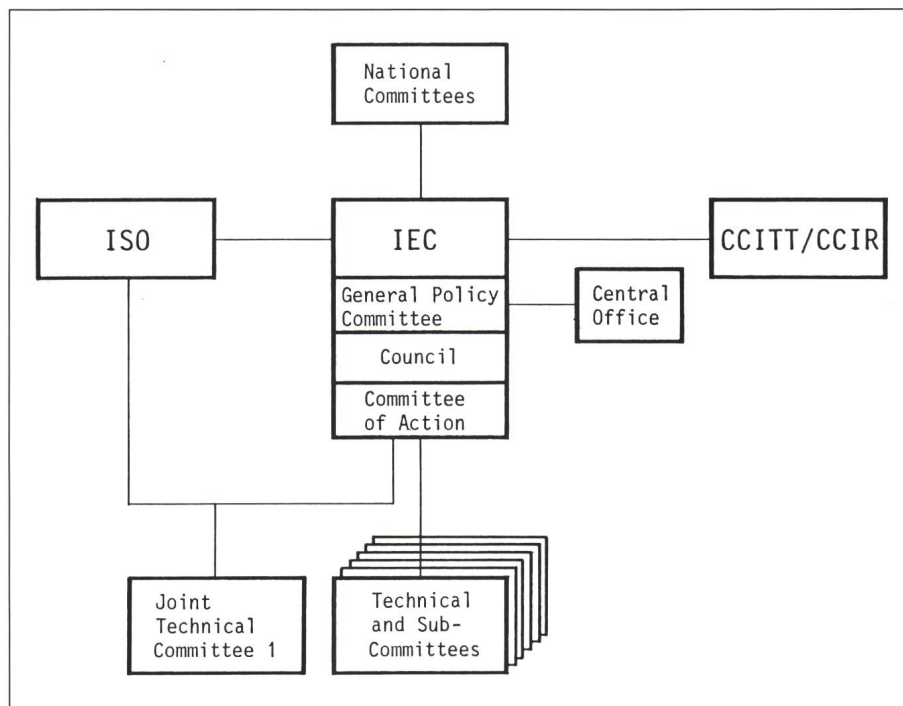 National
Committees
ISO
IEC
CCITT/CCIR
General Policy
Committee
Central
Office
Council
Committee
of Action
Joint
Technical
Committee 1
Technical
and Sub-
Committees